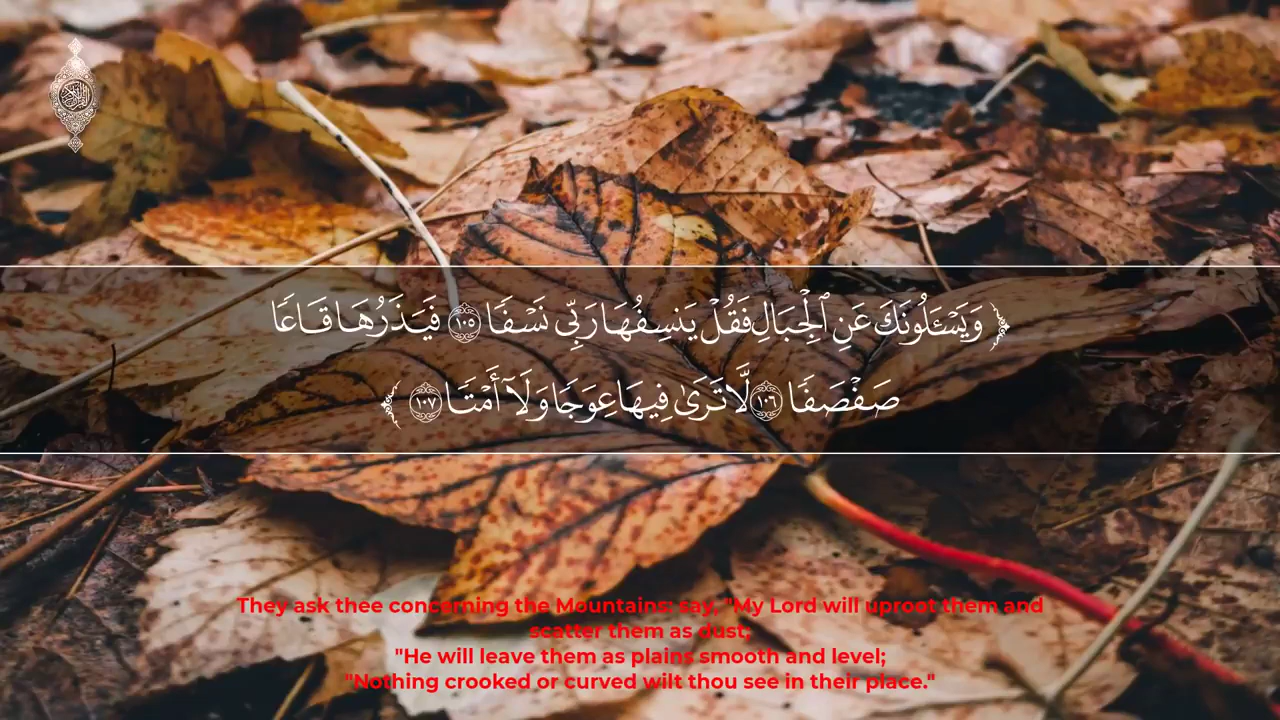 ﴿ وَيَسْـَٔلُونَكَ عَنِ ٱلْجِبَالِ فَقُلْ يَنسِفُهَا رَبِّى نَسْفًا ١٠٥ فَيَذَرُهَا قَاعًا
صَفْصَفًا ١٠٦ لَّا تَرَىٰ فِيهَا عِوَجًا وَلَآ أَمْتًا ١٠٧ ﴾
They ask thee concerning the Mountains: say, "My Lord will uproot them and
scatter them as dust;
"He will leave them as plains smooth and level;
"Nothing crooked or curved wilt thou see in their place."